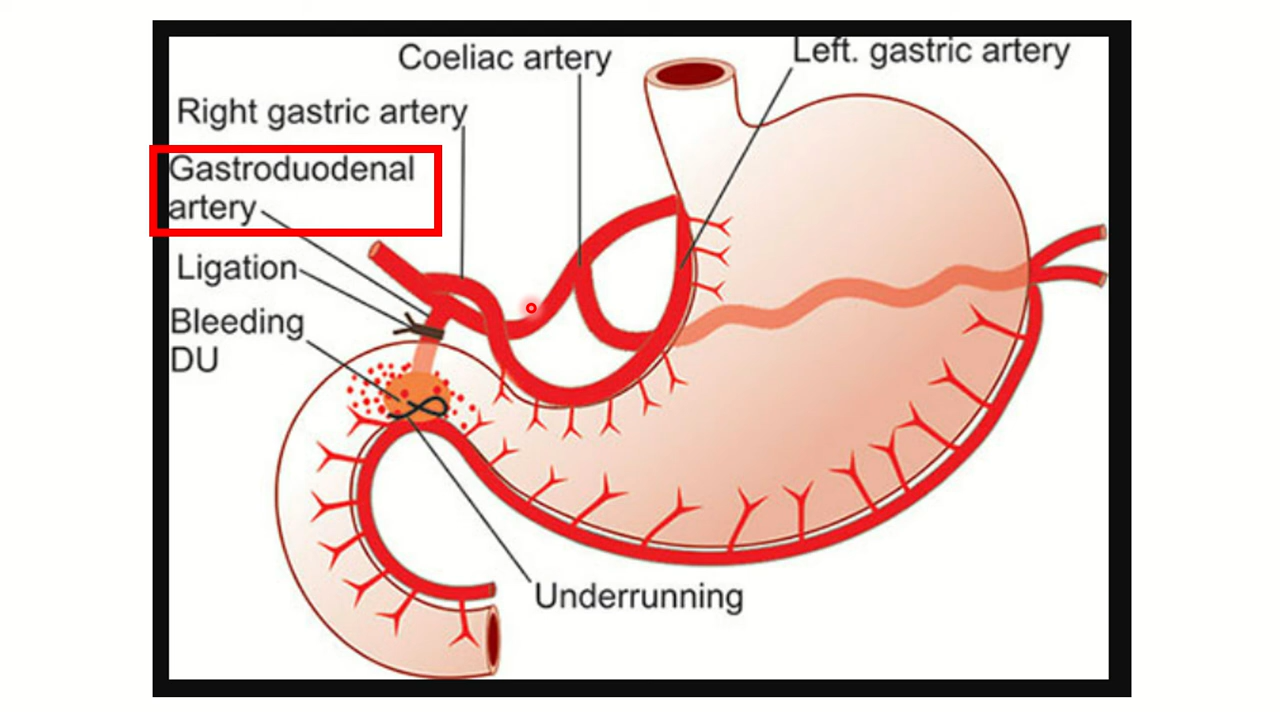 Coeliac artery
Left. gastric artery
Right gastric artery
Gastroduodenal
artery
Ligation
Bleeding
DU
Underrunning